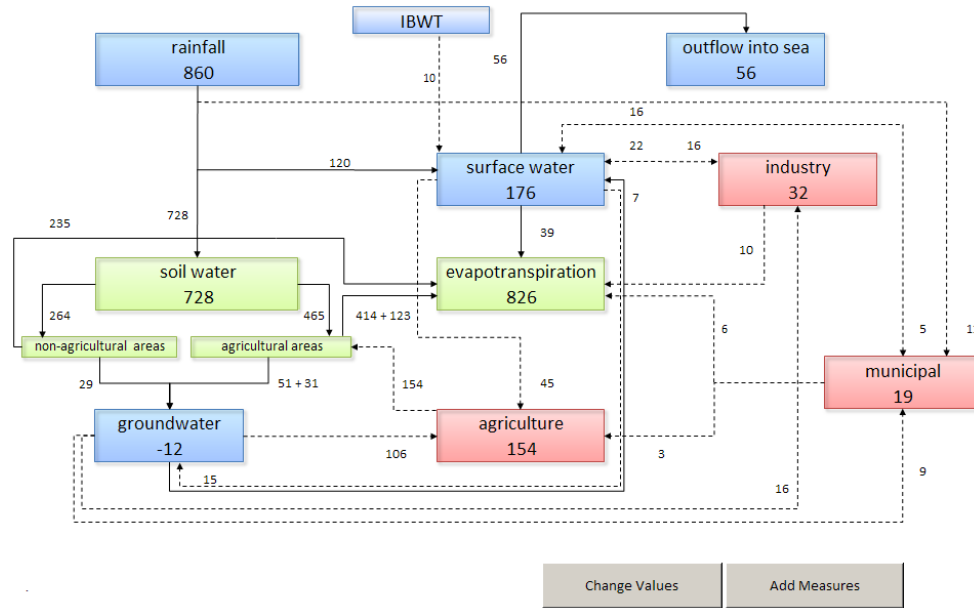 IBWT
rainfall
860
outflow into sea
56
56
10
16
120
surface water
176
22
16
industry
32
7
235
728
39
10
soil water
728
evapotranspiration
826
264
465
414 + 123
6
5
non-agricultural areas
agricultural areas
municipal
19
29
51 + 31
154
45
groundwater
-12
agriculture
154
106
3
15
16
9
Change Values
Add Measures